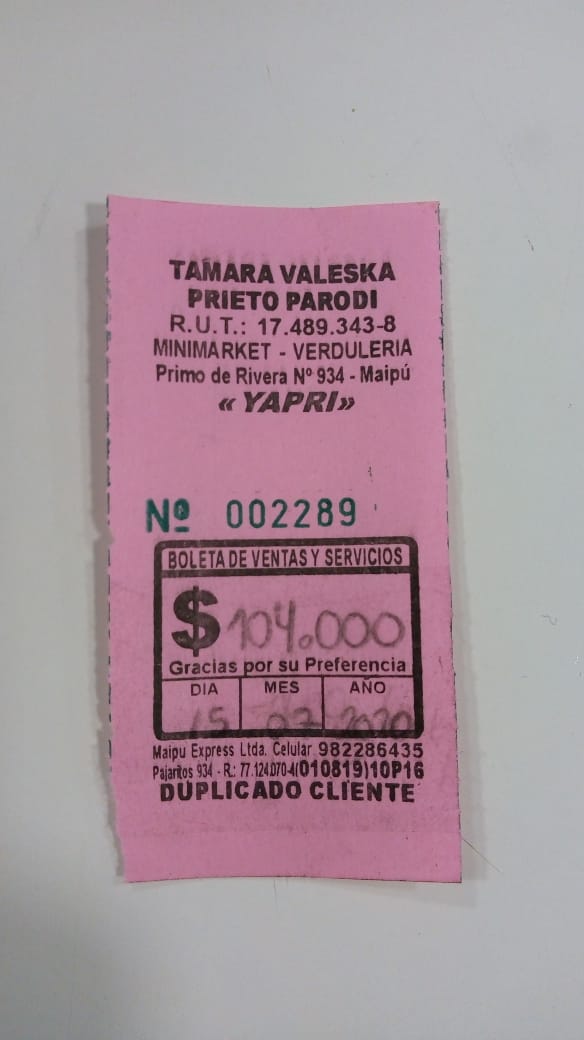 TAMARA VALESKA
PRIETO PARODI
R.U.T.: 17.489.343-8
MINIMARKET - VERDULERIA
Primo de Rivera Nº 934 - Maipú
« YAPRI»
Nº 002289
BOLETA DE VENTAS Y SERVICIOS
$ 104.000
Gracias por su Preferencia
DIA MES AÑO
15 07 2020
Maipu Express Ltda. Celular 982286435
Pajaritos 934 - R.: 77.124.070-4(010819)10P16
DUPLICADO CLIENTE